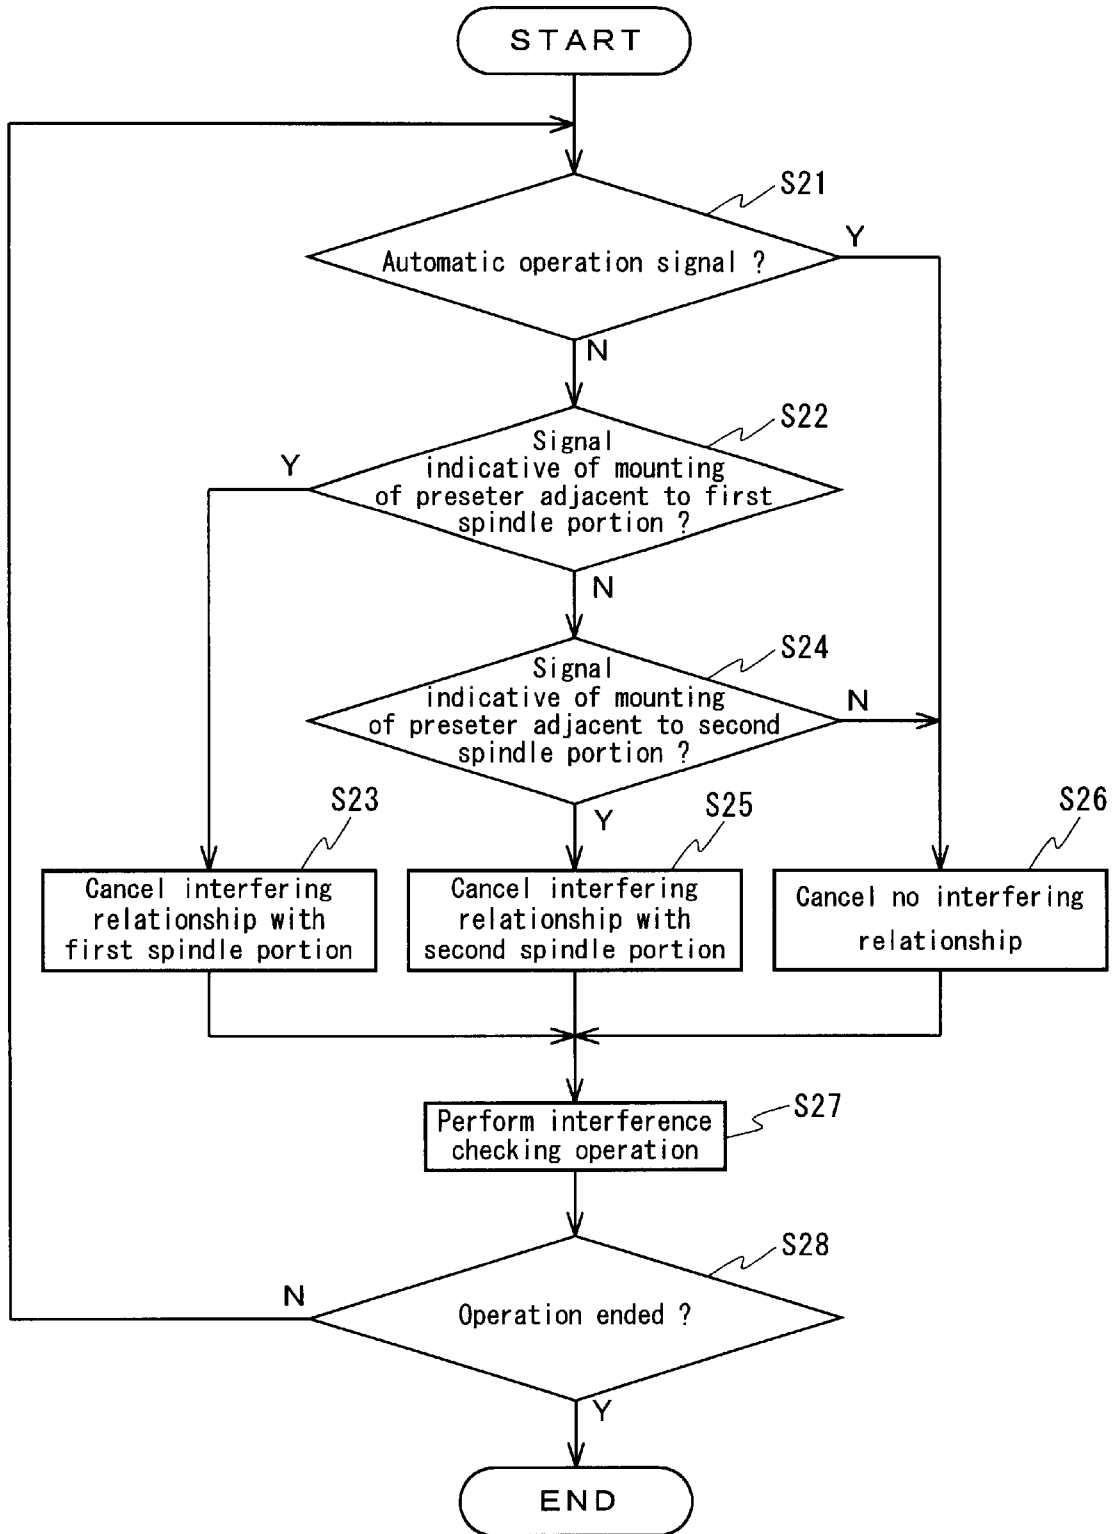 START
S21
Automatic operation signal ?
Y
N
S22
Signal
indicative of mounting
of preseter adjacent to first
spindle portion ?
Y
N
S24
Signal
indicative of mounting
of preseter adjacent to second
spindle portion ?
N
Y
S23
Cancel interfering
relationship with
first spindle portion
S25
Cancel interfering
relationship with
second spindle portion
S26
Cancel no interfering
relationship
S27
Perform interference
checking operation
S28
Operation ended ?
N
Y
END